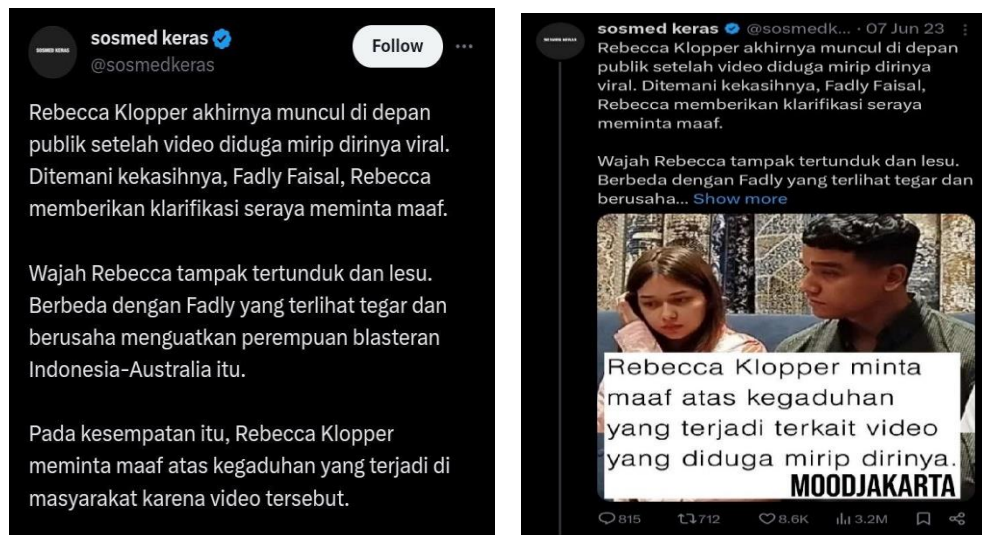 sosmed keras
@sosmedkeras
Follow
Rebecca Klopper akhirnya muncul di depan
publik setelah video diduga mirip dirinya viral.
Ditemani kekasihnya, Fadly Faisal, Rebecca
memberikan klarifikasi seraya meminta maaf.
Wajah Rebecca tampak tertunduk dan lesu.
Berbeda dengan Fadly yang terlihat tegar dan
berusaha menguatkan perempuan blasteran
Indonesia-Australia itu.
Pada kesempatan itu, Rebecca Klopper
meminta maaf atas kegaduhan yang terjadi di
masyarakat karena video tersebut.
sosmed keras @sosmedk... · 07 Jun 23
Rebecca Klopper akhirnya muncul di depan
publik setelah video diduga mirip dirinya
viral. Ditemani kekasihnya, Fadly Faisal,
Rebecca memberikan klarifikasi seraya
meminta maaf.
Wajah Rebecca tampak tertunduk dan lesu.
Berbeda dengan Fadly yang terlihat tegar dan
berusaha... Show more
Rebecca Klopper minta
maaf atas kegaduhan
yang terjadi terkait video
yang diduga mirip dirinya.
MOODJAKARTA
815 712 8.6K 3.2M